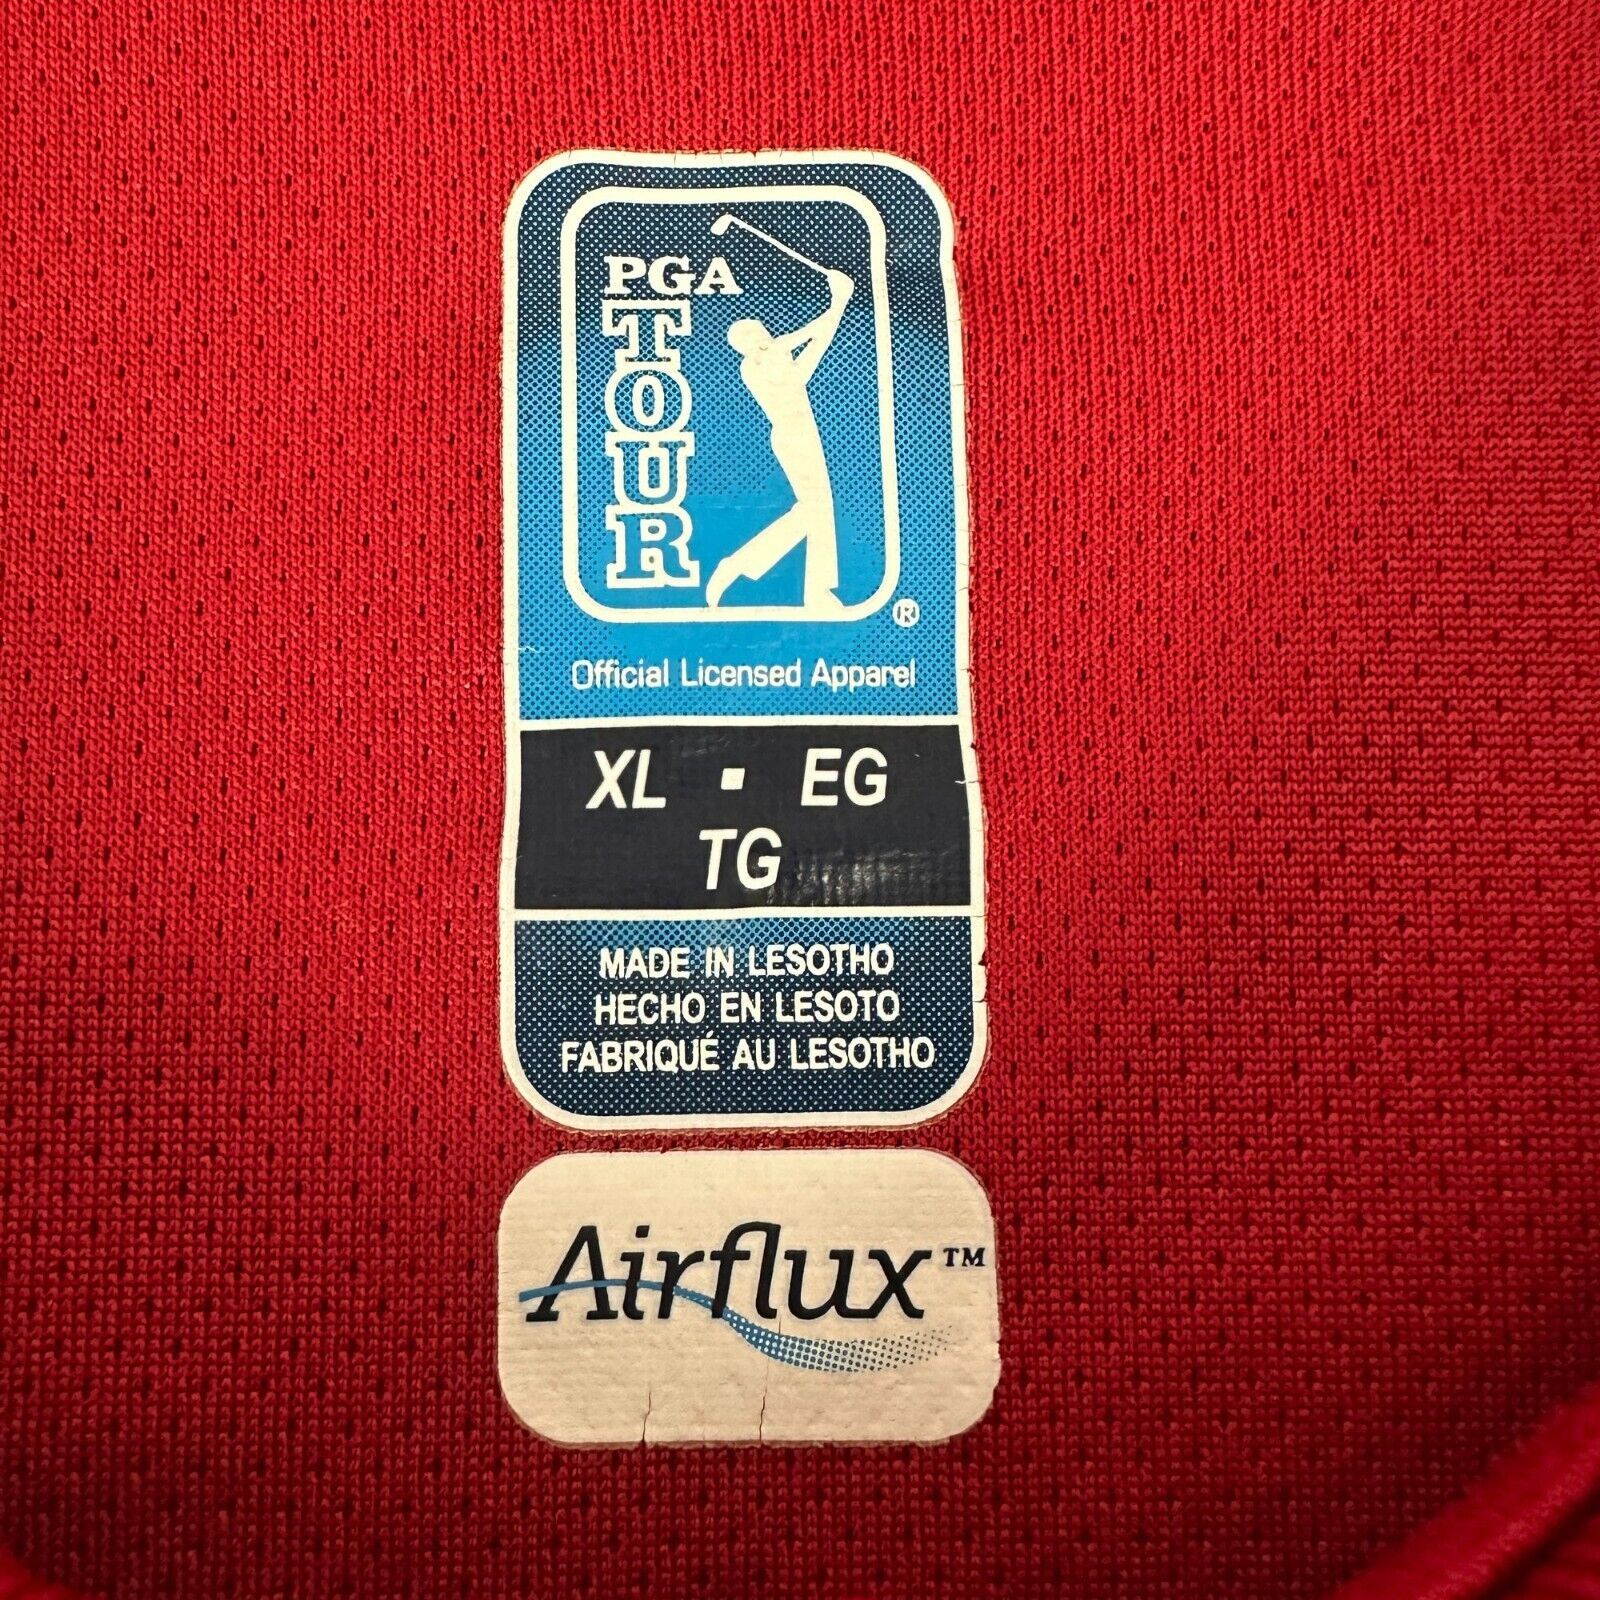 PGA
TOUR
®
Official Licensed Apparel
XL ▪ EG
TG
MADE IN LESOTHO
HECHO EN LESOTO
FABRIQUÉ AU LESOTHO
Airflux™